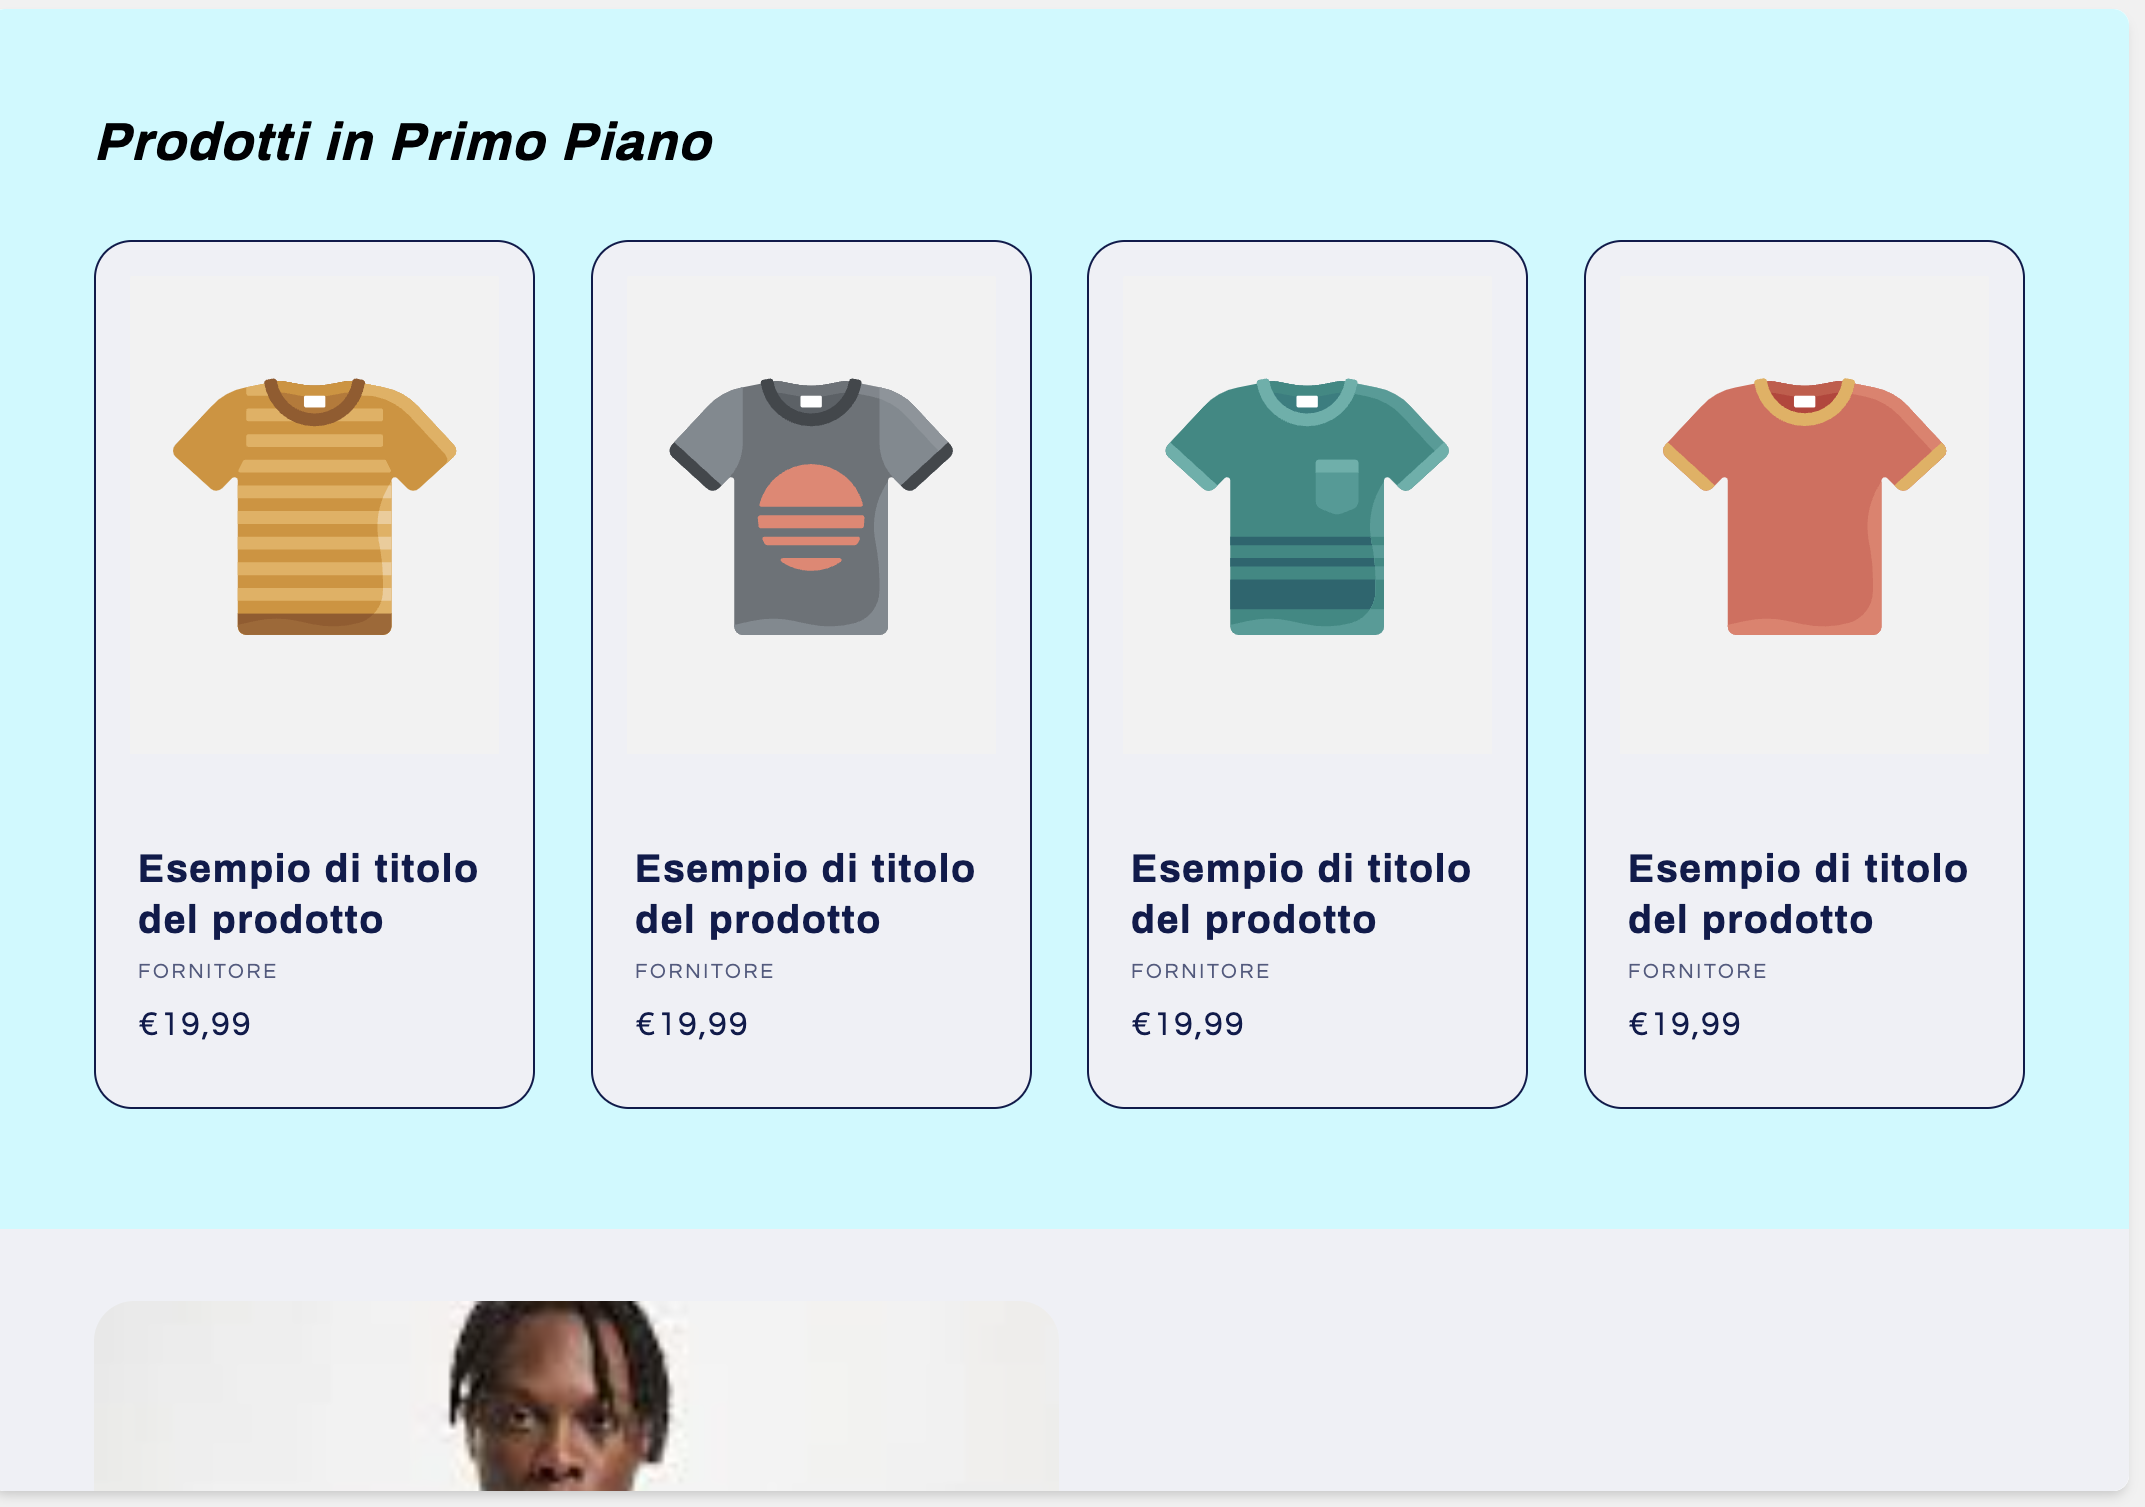 Prodotti in Primo Piano
Esempio di titolo
del prodotto
FORNITORE
€19,99
Esempio di titolo
del prodotto
FORNITORE
€19,99
Esempio di titolo
del prodotto
FORNITORE
€19,99
Esempio di titolo
del prodotto
FORNITORE
€19,99